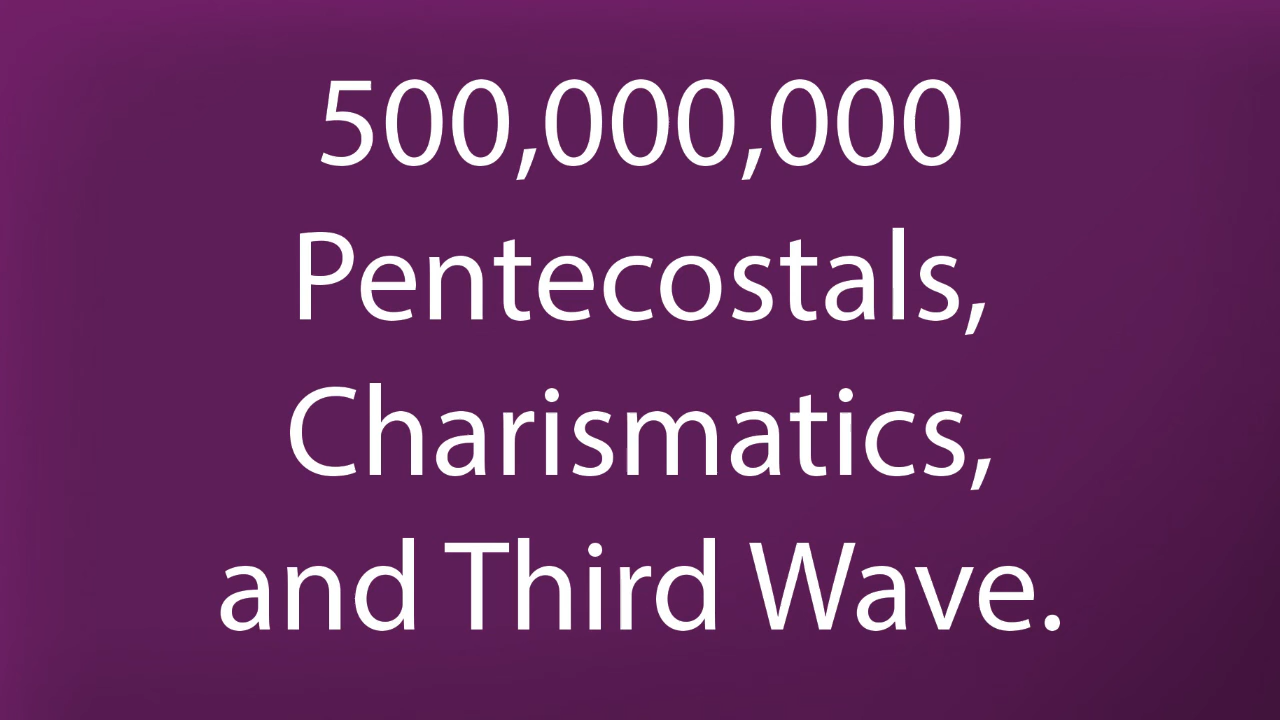 500,000,000
Pentecostals,
Charismatics,
and Third Wave.